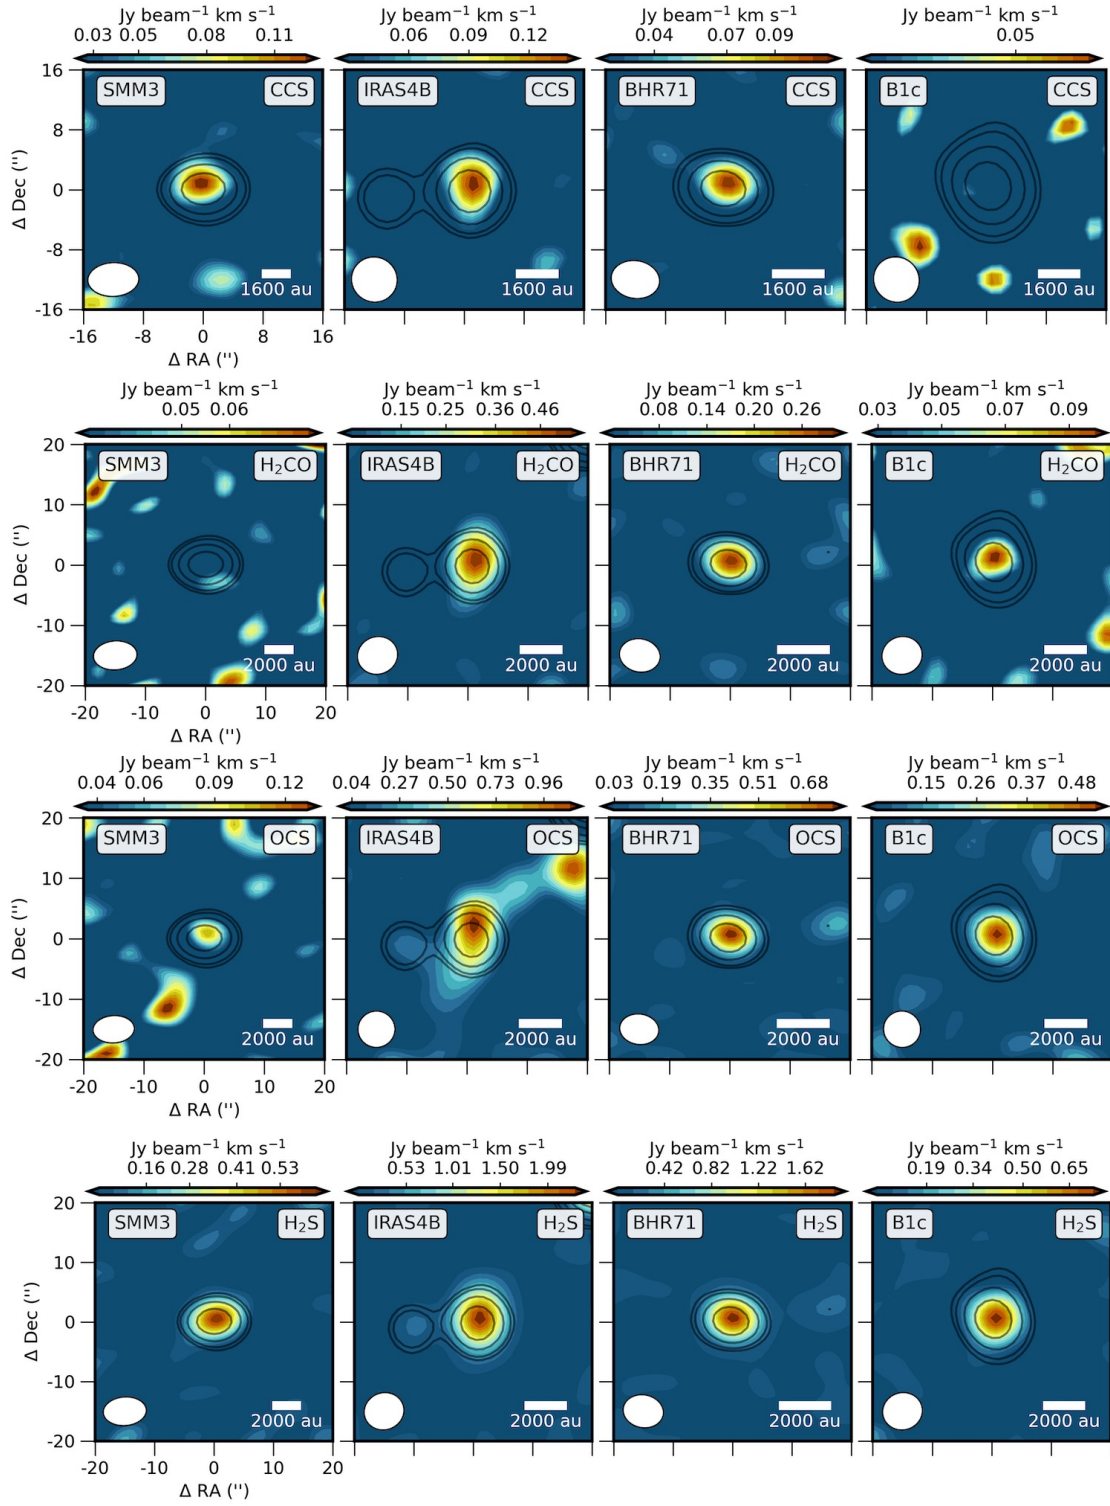 Jy beam⁻¹ km s⁻¹ Jy beam⁻¹ km s⁻¹ Jy beam⁻¹ km s⁻¹ Jy beam⁻¹ km s⁻¹
0.03 0.05 0.08 0.11 0.06 0.09 0.12 0.04 0.07 0.09 0.05
16 SMM3 CCS IRAS4B CCS BHR71 CCS B1c CCS
8
0
-8
1600 au 1600 au 1600 au 1600 au
-16
Δ Dec ('')
-16 -8 0 8 16
Δ RA ('')
Jy beam⁻¹ km s⁻¹ Jy beam⁻¹ km s⁻¹ Jy beam⁻¹ km s⁻¹ Jy beam⁻¹ km s⁻¹
0.05 0.06 0.15 0.25 0.36 0.46 0.08 0.14 0.20 0.26 0.03 0.05 0.07 0.09
20 SMM3 H₂CO IRAS4B H₂CO BHR71 H₂CO B1c H₂CO
10
0
-10
2000 au 2000 au 2000 au 2000 au
-20
Δ Dec ('')
-20 -10 0 10 20
Δ RA ('')
Jy beam⁻¹ km s⁻¹ Jy beam⁻¹ km s⁻¹ Jy beam⁻¹ km s⁻¹ Jy beam⁻¹ km s⁻¹
0.04 0.06 0.09 0.12 0.04 0.27 0.50 0.73 0.96 0.03 0.19 0.35 0.51 0.68 0.15 0.26 0.37 0.48
20 SMM3 OCS IRAS4B OCS BHR71 OCS B1c OCS
10
0
-10
2000 au 2000 au 2000 au 2000 au
-20
Δ Dec ('')
-20 -10 0 10 20
Δ RA ('')
Jy beam⁻¹ km s⁻¹ Jy beam⁻¹ km s⁻¹ Jy beam⁻¹ km s⁻¹ Jy beam⁻¹ km s⁻¹
0.16 0.28 0.41 0.53 0.53 1.01 1.50 1.99 0.42 0.82 1.22 1.62 0.19 0.34 0.50 0.65
20 SMM3 H₂S IRAS4B H₂S BHR71 H₂S B1c H₂S
10
0
-10
2000 au 2000 au 2000 au 2000 au
-20
Δ Dec ('')
-20 -10 0 10 20
Δ RA ('')